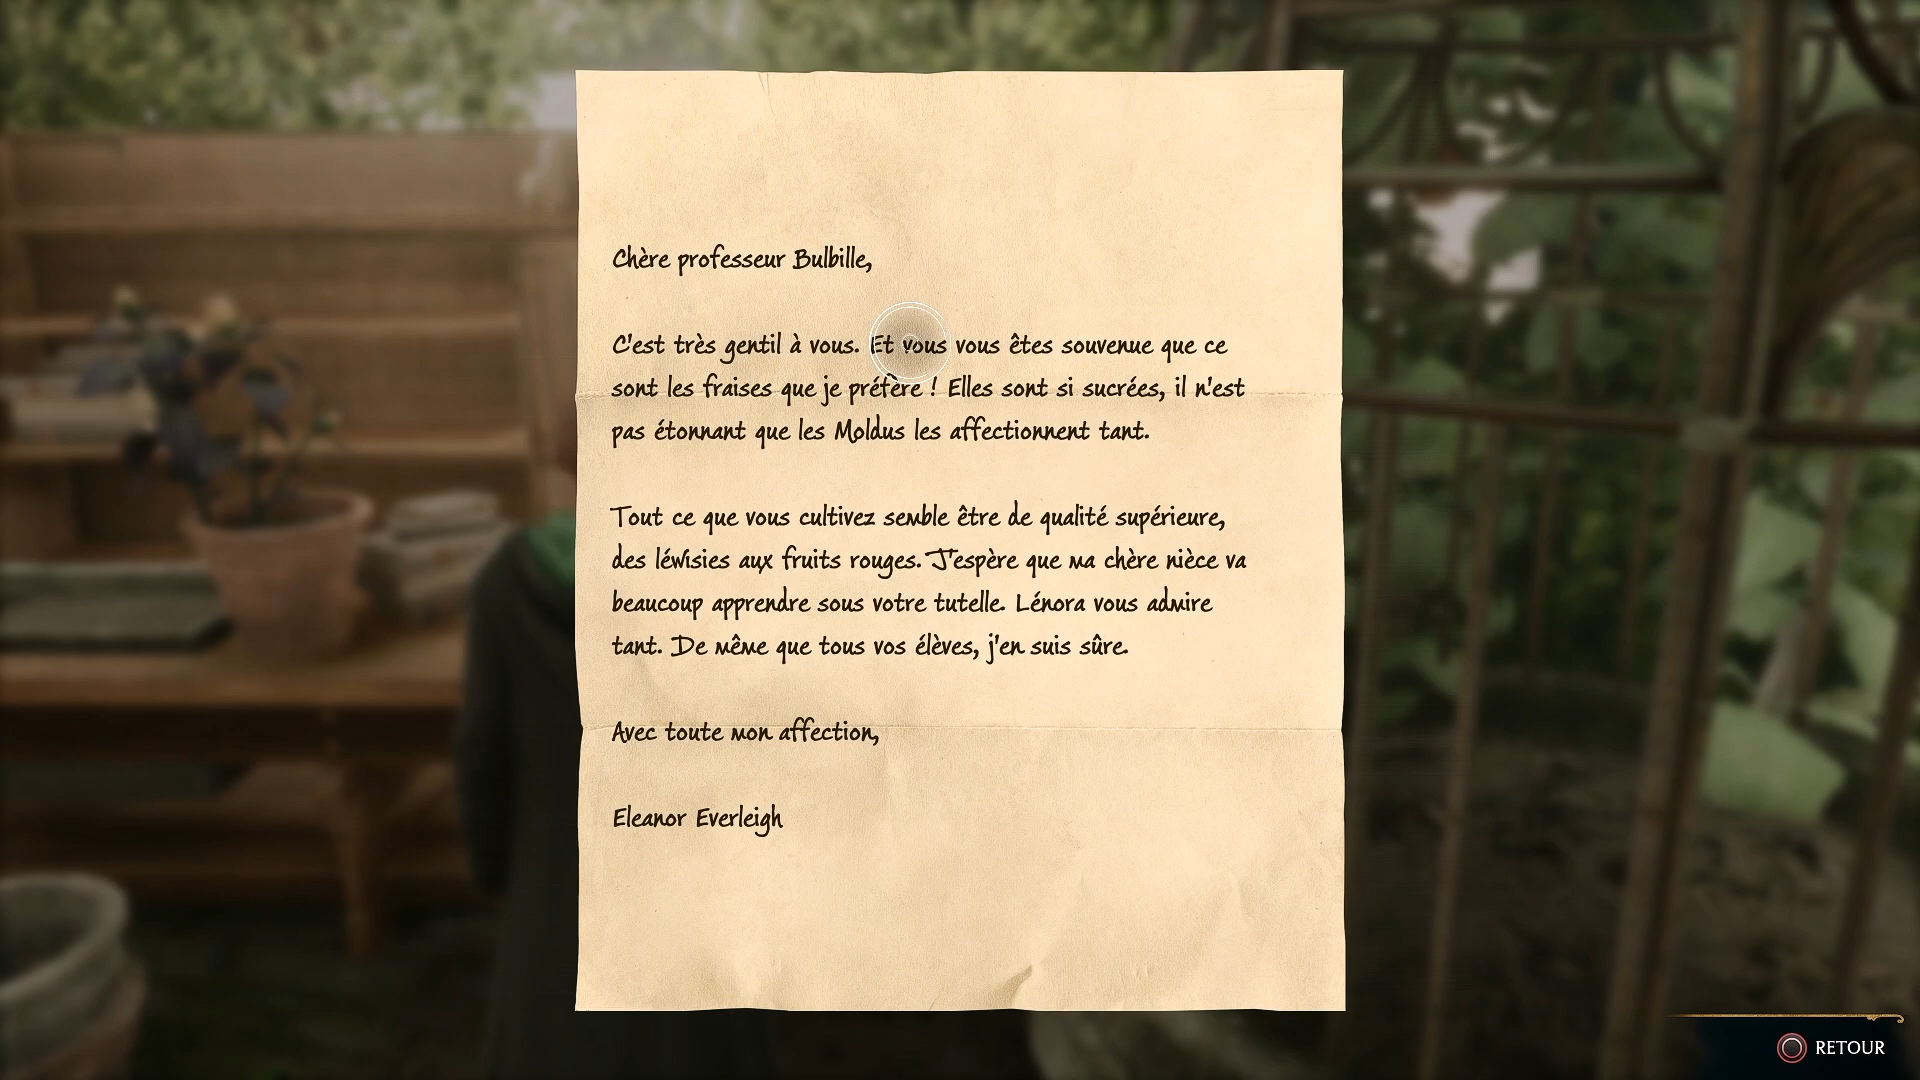 Chère professeur Bulbille,
C'est très gentil à vous. Et vous vous êtes souvenue que ce
sont les fraises que je préfère ! Elles sont si sucrées, il n'est
pas étonnant que les Moldus les affectionnent tant.
Tout ce que vous cultivez semble être de qualité supérieure,
des léwisies aux fruits rouges. J'espère que ma chère nièce va
beaucoup apprendre sous votre tutelle. Lénora vous admire
tant. De même que tous vos élèves, j'en suis sûre.
Avec toute mon affection,
Eleanor Everleigh
RETOUR